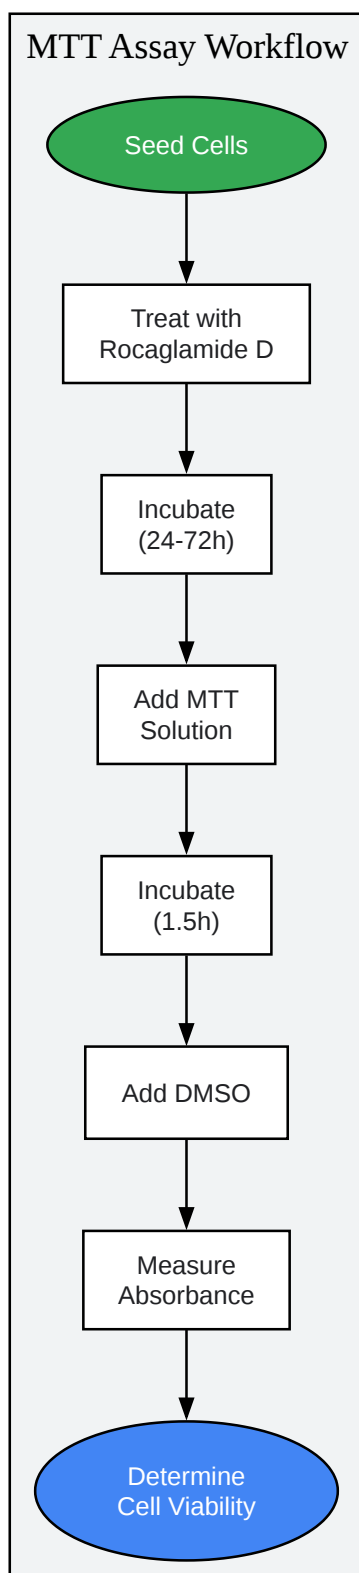 MTT Assay Workflow
Seed Cells
Treat with
Rocaglamide D
Incubate
(24-72h)
Add MTT
Solution
Incubate
(1.5h)
Add DMSO
Measure
Absorbance
Determine
Cell Viability